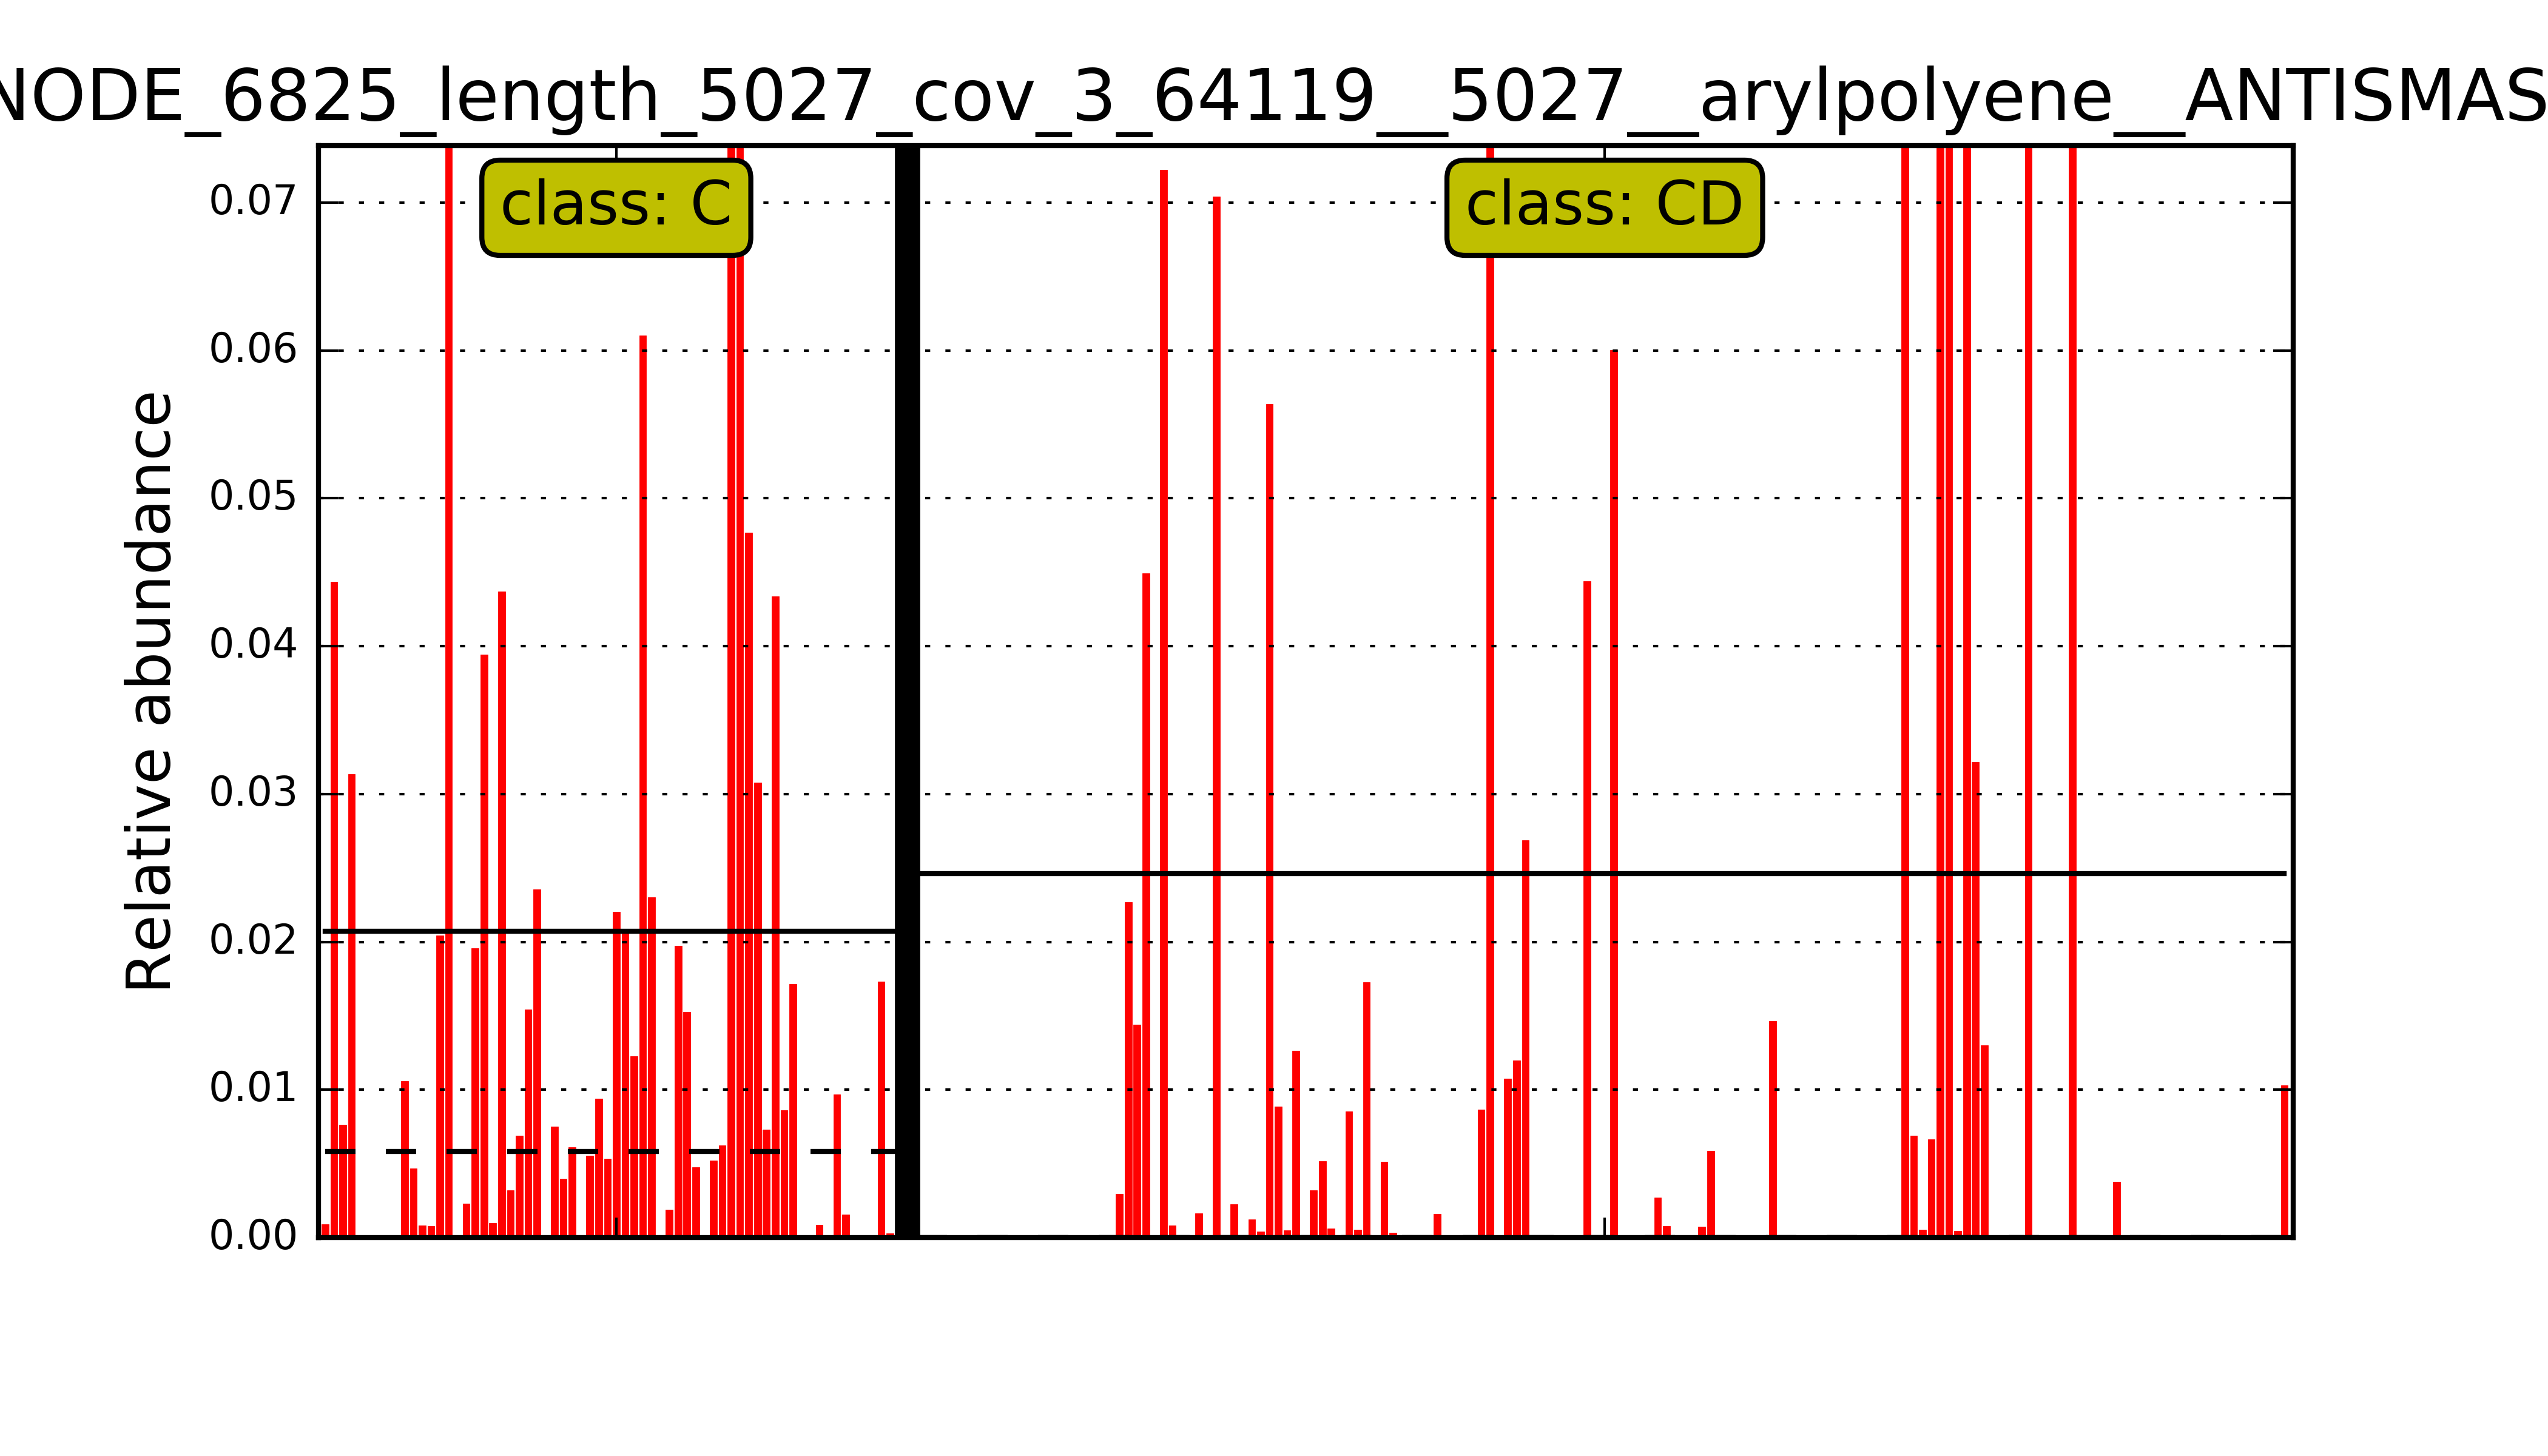 NODE_6825_length_5027_cov_3_64119__5027__arylpolyene__ANTISMAS
class: C
class: CD
0.07
0.06
0.05
0.04
0.03
0.02
0.01
0.00
Relative abundance